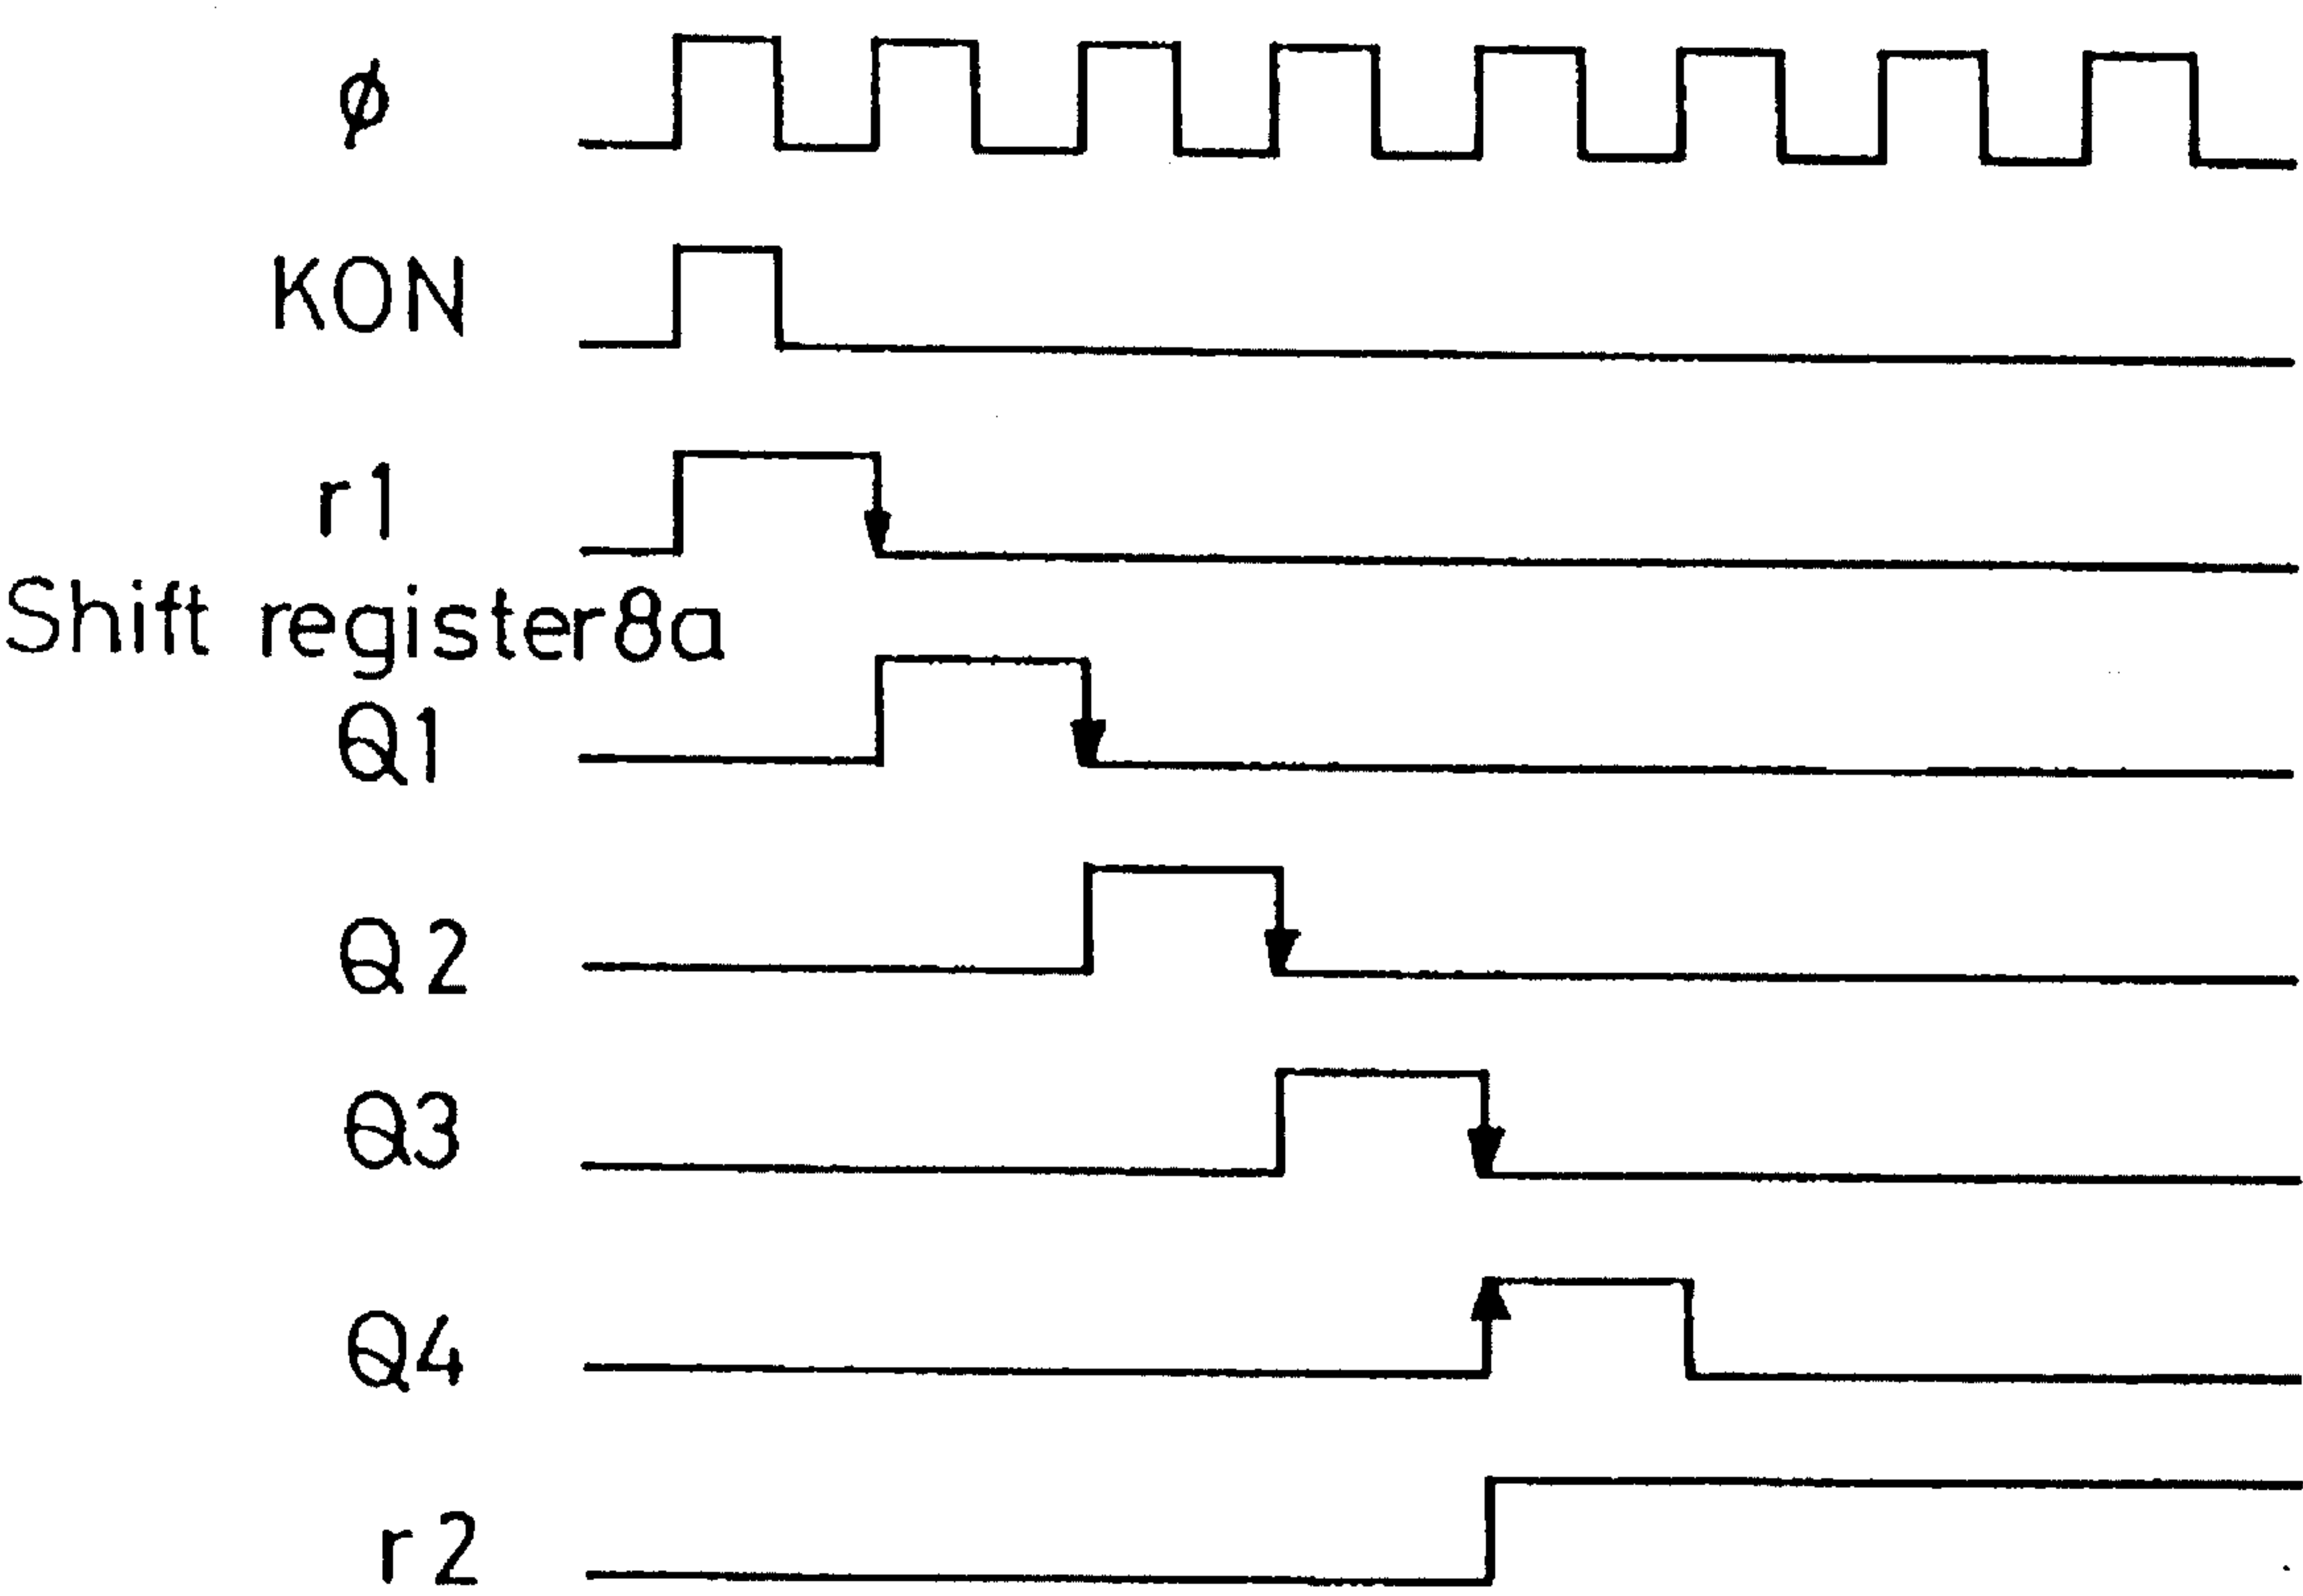 ϕ
KON
r1
Shift register8a
Q1
Q2
Q3
Q4
r2